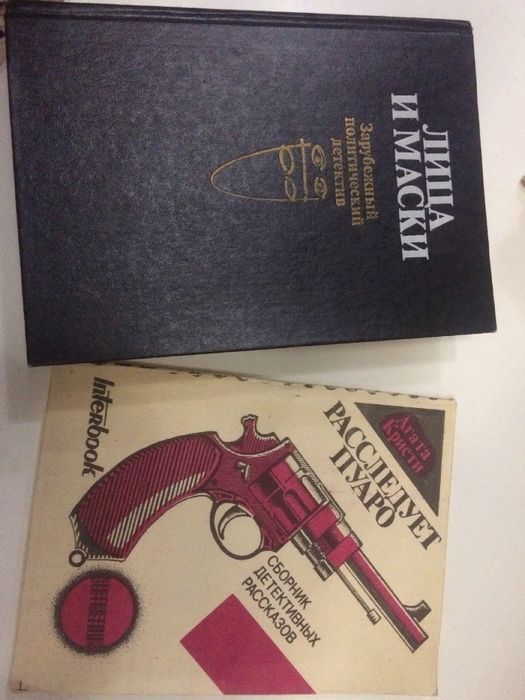 ЛИЦА
И МАСКИ
Зарубежный
политический
детектив
Агата
Кристи
РАССЛЕДУЕТ
ПУАРО
СБОРНИК
ДЕТЕКТИВНЫХ
РАССКАЗОВ
Interbook